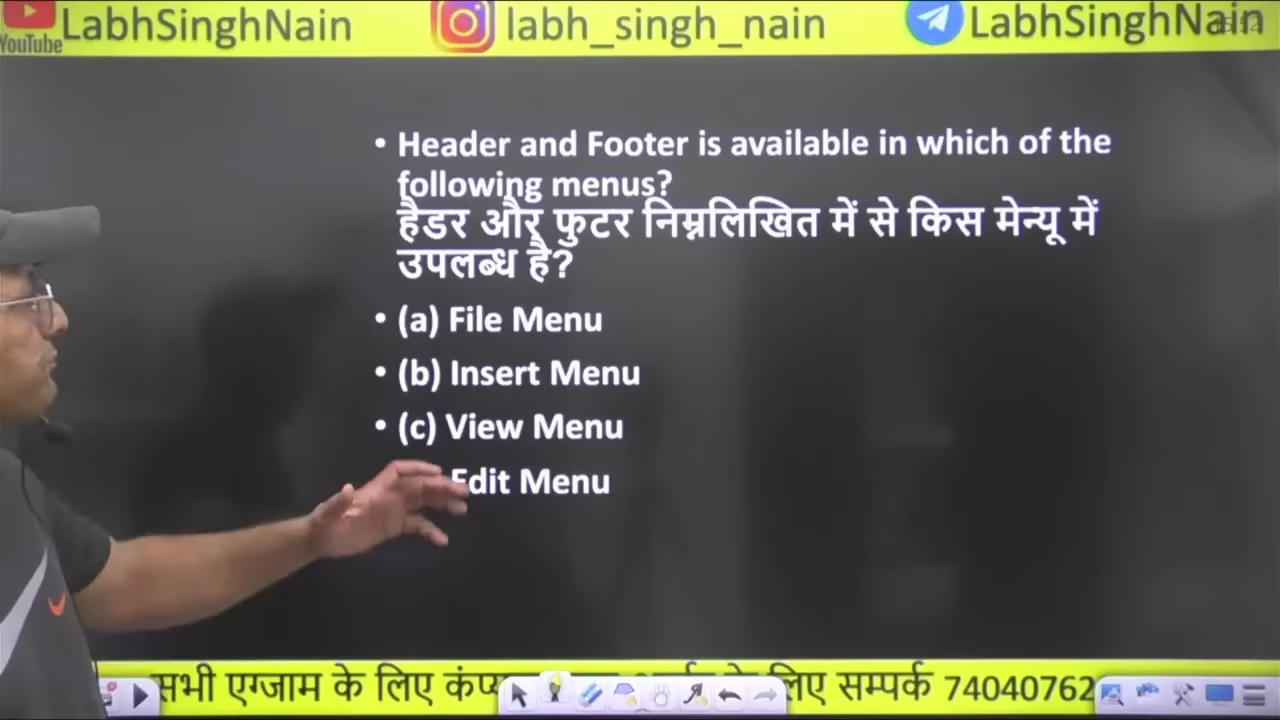 YouTube
LabhSinghNain
labh_singh_nain
LabhSinghNain
• Header and Footer is available in which of the
following menus?
हैडर और फुटर निम्नलिखित में से किस मेन्यू में
उपलब्ध है?
• (a) File Menu
• (b) Insert Menu
• (c) View Menu
Edit Menu
सभी एग्जाम के लिए लिए सम्पर्क 74040762